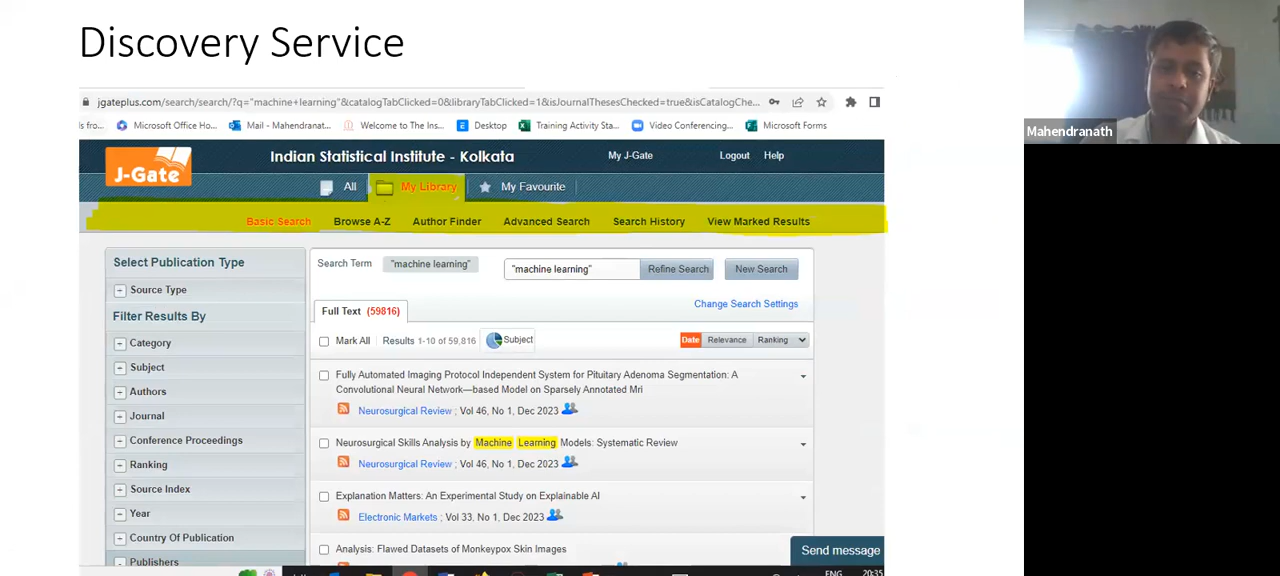 Discovery Service
jgateplus.com/search/search/?q="machine+learning"&catalogTabClicked=0&libraryTabClicked=1&isJournalThesesChecked=true&isCatalogChe...
ls fro... Microsoft Office Ho... Mail - Mahendranat... Welcome to The Ins... Desktop Training Activity Sta... Video Conferencing... Microsoft Forms
J-Gate
Indian Statistical Institute - Kolkata My J-Gate Logout Help
All My Library My Favourite
Basic Search Browse A-Z Author Finder Advanced Search Search History View Marked Results
Select Publication Type
Source Type
Filter Results By
Category
Subject
Authors
Journal
Conference Proceedings
Ranking
Source Index
Year
Country Of Publication
Publishers
Search Term "machine learning" "machine learning" Refine Search New Search
Change Search Settings
Full Text (59816)
Mark All Results 1-10 of 59,816 Subject Date Relevance Ranking
Fully Automated Imaging Protocol Independent System for Pituitary Adenoma Segmentation: A
Convolutional Neural Network—based Model on Sparsely Annotated Mri
Neurosurgical Review ; Vol 46, No 1, Dec 2023
Neurosurgical Skills Analysis by Machine Learning Models: Systematic Review
Neurosurgical Review ; Vol 46, No 1, Dec 2023
Explanation Matters: An Experimental Study on Explainable AI
Electronic Markets ; Vol 33, No 1, Dec 2023
Analysis: Flawed Datasets of Monkeypox Skin Images
Send message
ENG 20:35
Mahendranath